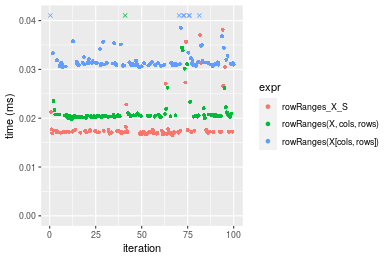 0.04
0.03
0.02
0.01
0.00
time (ms)
0
25
50
75
100
iteration
expr
rowRanges_X_S
rowRanges(X, cols, rows)
rowRanges(X[cols, rows])